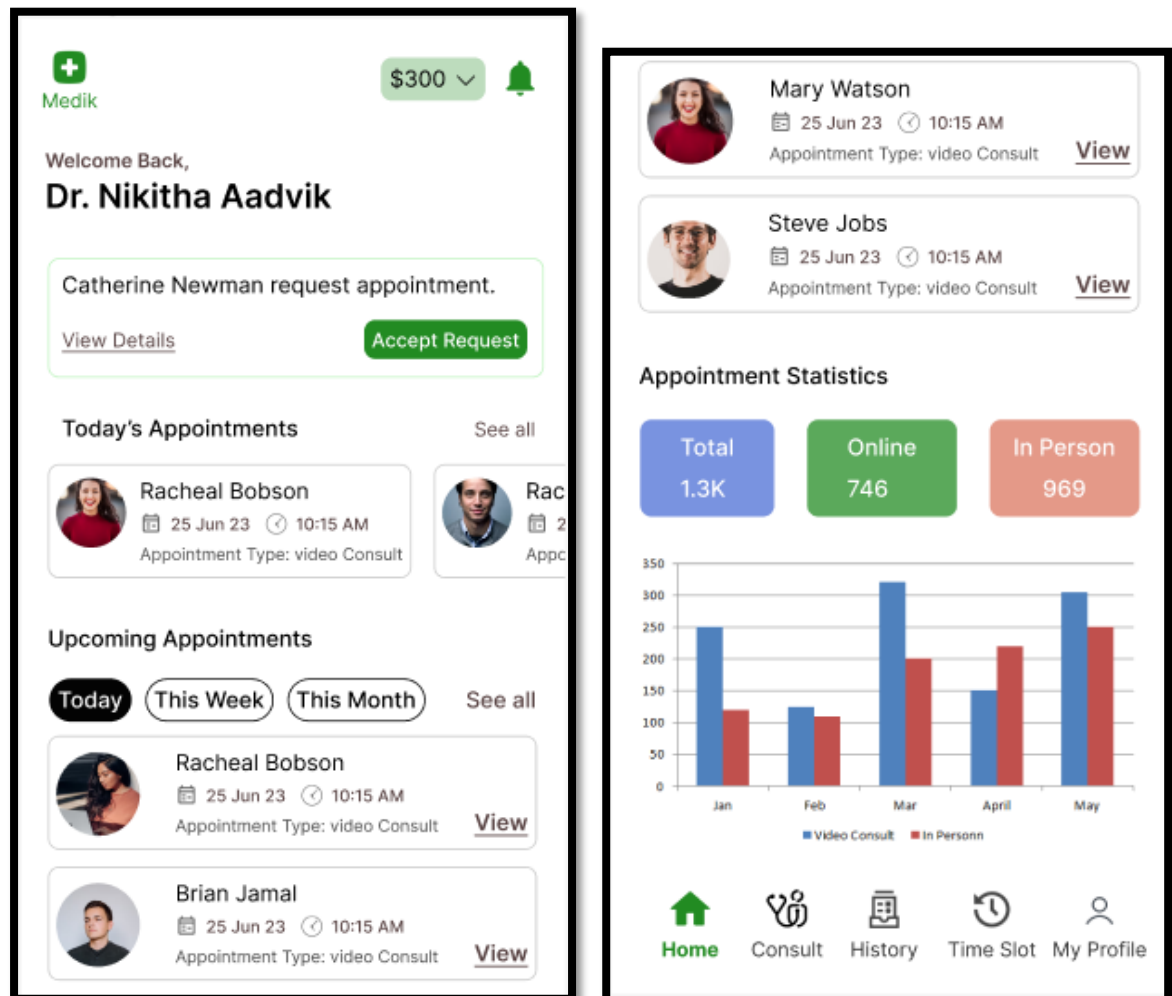 $300
Medik
Welcome Back,
Dr. Nikitha Aadvik
Catherine Newman request appointment.
View Details Accept Request
Today's Appointments See all
Racheal Bobson Rac
25 Jun 23 10:15 AM 2
Appointment Type: video Consult Appc
Upcoming Appointments
Today This Week This Month See all
Racheal Bobson
25 Jun 23 10:15 AM
Appointment Type: video Consult View
Brian Jamal
25 Jun 23 10:15 AM
Appointment Type: video Consult View
Mary Watson
25 Jun 23 10:15 AM
Appointment Type: video Consult View
Steve Jobs
25 Jun 23 10:15 AM
Appointment Type: video Consult View
Appointment Statistics
Total Online In Person
1.3K 746 969
350
300
250
200
150
100
50
0
Jan Feb Mar April May
Video Consult In Personn
Home Consult History Time Slot My Profile